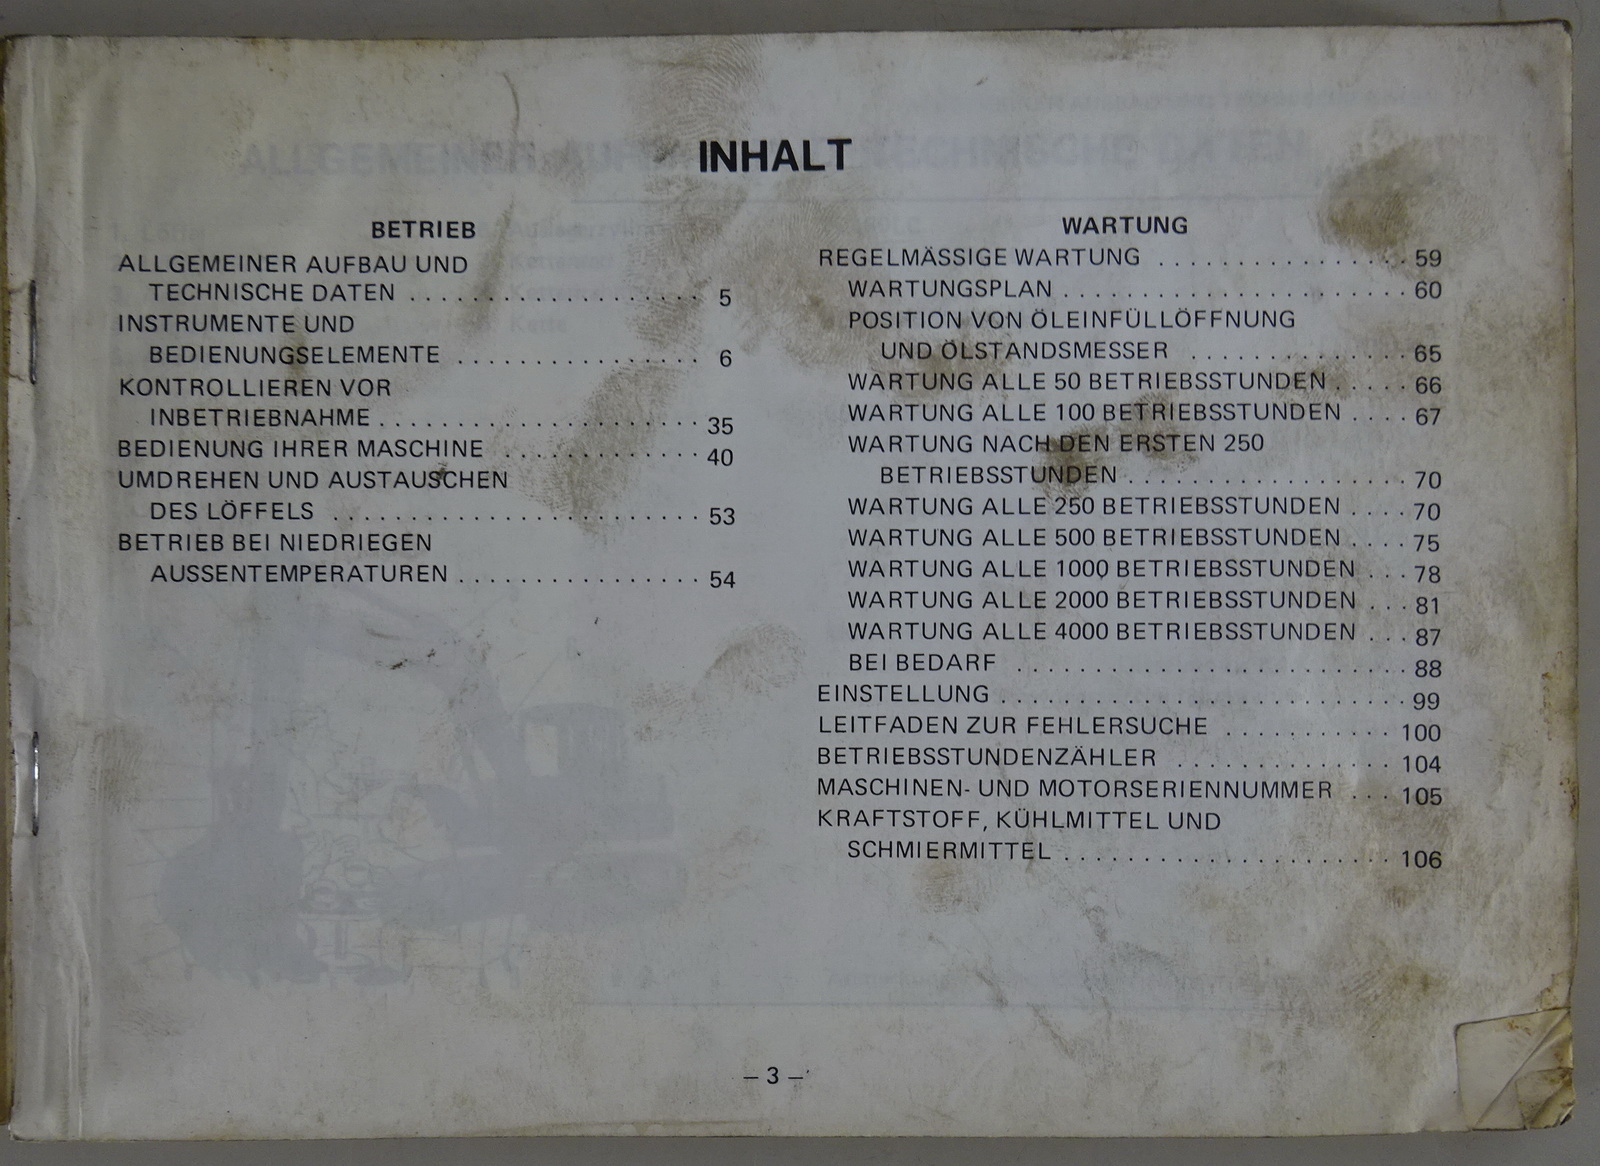 INHALT
BETRIEB
ALLGEMEINER AUFBAU UND
TECHNISCHE DATEN . . . . . . . . . . . . . . . . . . 5
INSTRUMENTE UND
BEDIENUNGSELEMENTE . . . . . . . . . . . . . . . 6
KONTROLLIEREN VOR
INBETRIEBNAHME . . . . . . . . . . . . . . . . . . . . 35
BEDIENUNG IHRER MASCHINE . . . . . . . . . . . . 40
UMDREHEN UND AUSTAUSCHEN
DES LÖFFELS . . . . . . . . . . . . . . . . . . . . . . . 53
BETRIEB BEI NIEDRIEGEN
AUSSENTEMPERATUREN . . . . . . . . . . . . . . . 54
WARTUNG
REGELMÄSSIGE WARTUNG . . . . . . . . . . . . . . . . 59
WARTUNGSPLAN . . . . . . . . . . . . . . . . . . . . . . 60
POSITION VON ÖLEINFÜLLÖFFNUNG
UND ÖLSTANDSMESSER . . . . . . . . . . . . . . 65
WARTUNG ALLE 50 BETRIEBSSTUNDEN . . . . . 66
WARTUNG ALLE 100 BETRIEBSSTUNDEN . . . . 67
WARTUNG NACH DEN ERSTEN 250
BETRIEBSSTUNDEN . . . . . . . . . . . . . . . . . . 70
WARTUNG ALLE 250 BETRIEBSSTUNDEN . . . . 70
WARTUNG ALLE 500 BETRIEBSSTUNDEN . . . . 75
WARTUNG ALLE 1000 BETRIEBSSTUNDEN . . . 78
WARTUNG ALLE 2000 BETRIEBSSTUNDEN . . . 81
WARTUNG ALLE 4000 BETRIEBSSTUNDEN . . . 87
BEI BEDARF . . . . . . . . . . . . . . . . . . . . . . . . . 88
EINSTELLUNG . . . . . . . . . . . . . . . . . . . . . . . . . . 99
LEITFADEN ZUR FEHLERSUCHE . . . . . . . . . . . 100
BETRIEBSSTUNDENZÄHLER . . . . . . . . . . . . . . 104
MASCHINEN- UND MOTORSERIENNUMMER . . . 105
KRAFTSTOFF, KÜHLMITTEL UND
SCHMIERMITTEL . . . . . . . . . . . . . . . . . . . . . 106
– 3 –